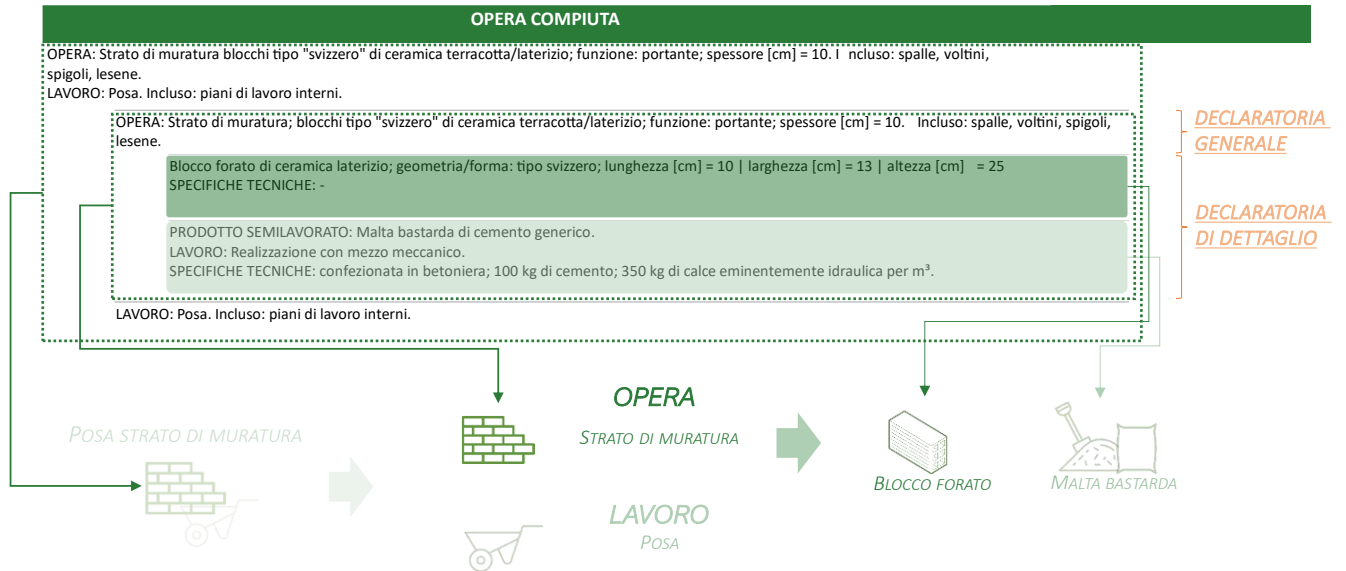 OPERA COMPIUTA
OPERA: Strato di muratura blocchi tipo "svizzero" di ceramica terracotta/laterizio; funzione: portante; spessore [cm] = 10. I ncluso: spalle, voltini,
spigoli, lesene.
LAVORO: Posa. Incluso: piani di lavoro interni.
OPERA: Strato di muratura; blocchi tipo "svizzero" di ceramica terracotta/laterizio; funzione: portante; spessore [cm] = 10. Incluso: spalle, voltini, spigoli,
lesene.
DECLARATORIA
GENERALE
Blocco forato di ceramica laterizio; geometria/forma: tipo svizzero; lunghezza [cm] = 10 | larghezza [cm] = 13 | altezza [cm] = 25
SPECIFICHE TECNICHE: -
DECLARATORIA
DI DETTAGLIO
PRODOTTO SEMILAVORATO: Malta bastarda di cemento generico.
LAVORO: Realizzazione con mezzo meccanico.
SPECIFICHE TECNICHE: confezionata in betoniera; 100 kg di cemento; 350 kg di calce eminentemente idraulica per m³.
LAVORO: Posa. Incluso: piani di lavoro interni.
OPERA
POSA STRATO DI MURATURA
STRATO DI MURATURA
BLOCCO FORATO
MALTA BASTARDA
LAVORO
POSA